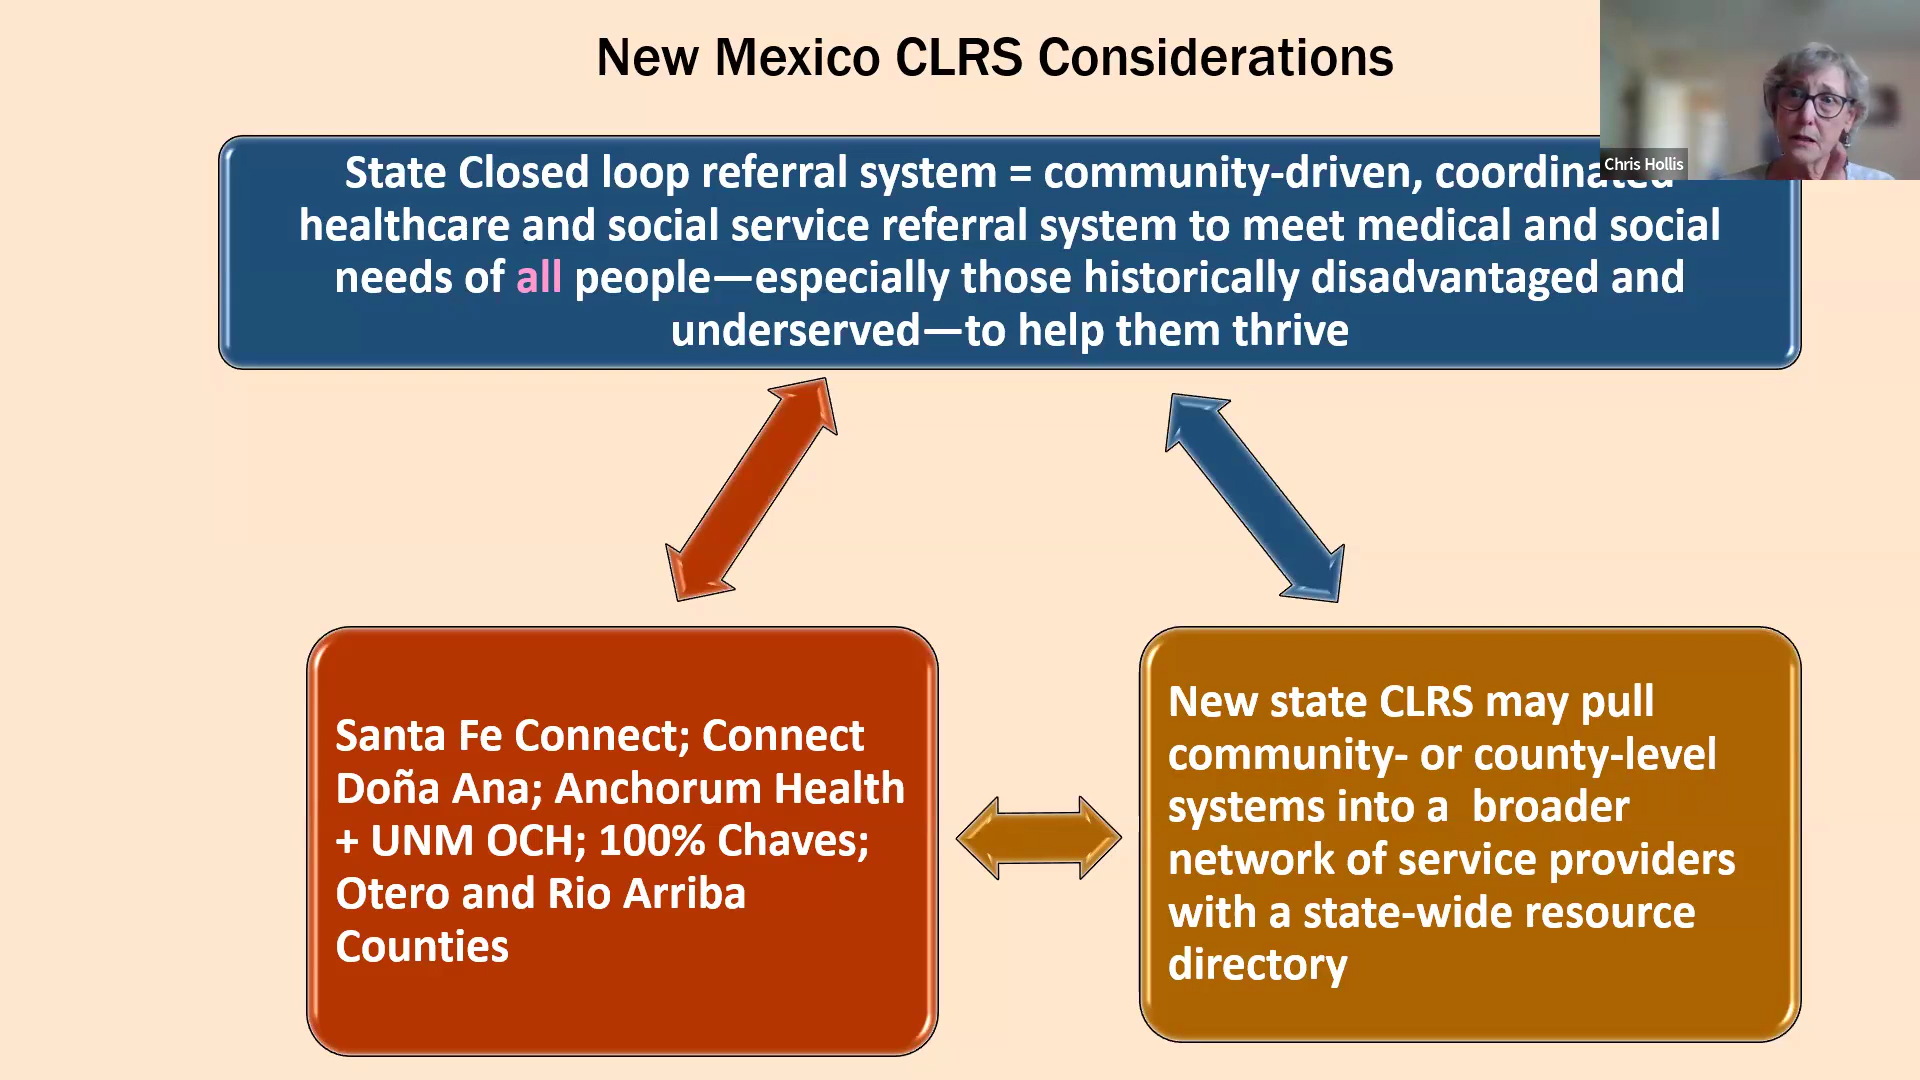 New Mexico CLRS Considerations
Chris Hollis
State Closed loop referral system = community-driven, coordinated
healthcare and social service referral system to meet medical and social
needs of all people—especially those historically disadvantaged and
underserved—to help them thrive
Santa Fe Connect; Connect
Doña Ana; Anchorum Health
+ UNM OCH; 100% Chaves;
Otero and Rio Arriba
Counties
New state CLRS may pull
community- or county-level
systems into a  broader
network of service providers
with a state-wide resource
directory